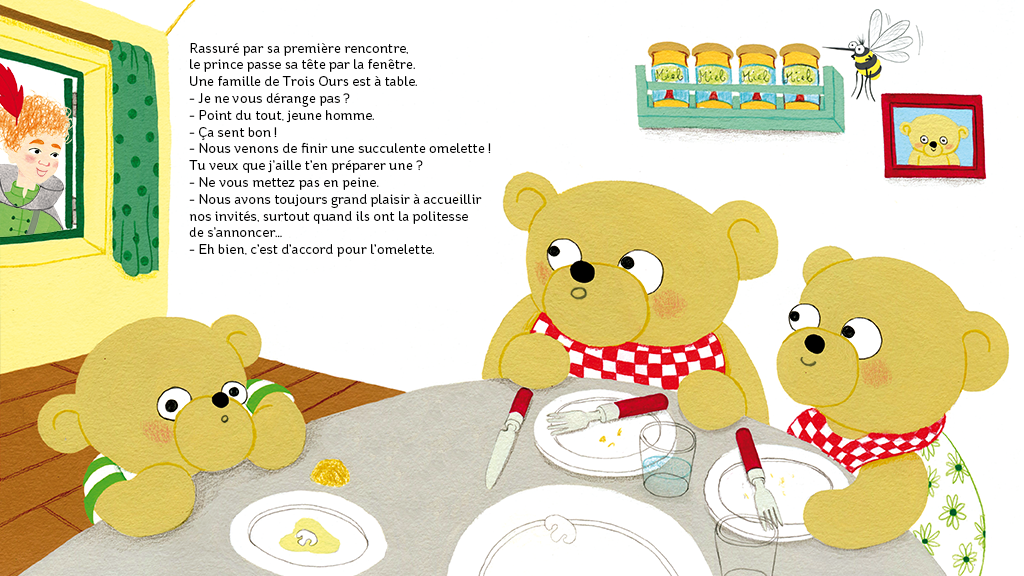 Rassuré par sa première rencontre,
le prince passe sa tête par la fenêtre.
Une famille de Trois Ours est à table.
- Je ne vous dérange pas ?
- Point du tout, jeune homme.
- Ça sent bon !
- Nous venons de finir une succulente omelette !
Tu veux que j'aille t'en préparer une ?
- Ne vous mettez pas en peine.
- Nous avons toujours grand plaisir à accueillir
nos invités, surtout quand ils ont la politesse
de s'annoncer...
- Eh bien, c'est d'accord pour l'omelette.
Miel Miel Miel Miel